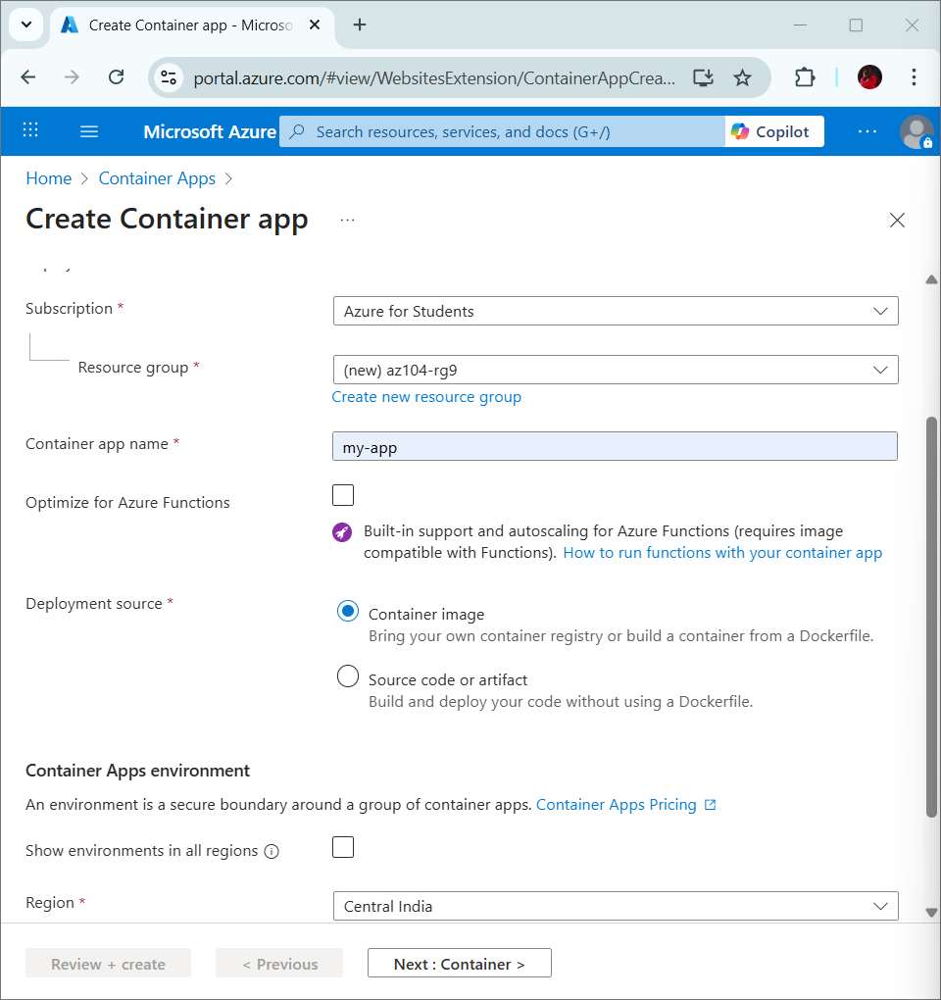 Create Container app - Microso
portal.azure.com/#view/WebsitesExtension/ContainerAppCrea...
Microsoft Azure
Search resources, services, and docs (G+/)
Copilot
Home > Container Apps >
Create Container app ...
Subscription *
Azure for Students
Resource group *
(new) az104-rg9
Create new resource group
Container app name *
my-app
Optimize for Azure Functions
Built-in support and autoscaling for Azure Functions (requires image
compatible with Functions). How to run functions with your container app
Deployment source *
Container image
Bring your own container registry or build a container from a Dockerfile.
Source code or artifact
Build and deploy your code without using a Dockerfile.
Container Apps environment
An environment is a secure boundary around a group of container apps. Container Apps Pricing
Show environments in all regions
Region *
Central India
Review + create
< Previous
Next : Container >